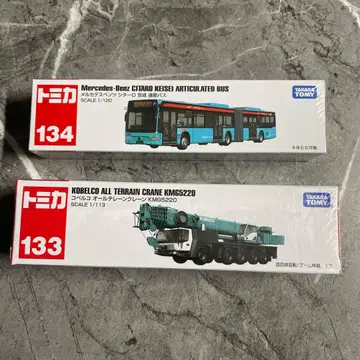 トミカ
134
Mercedes-Benz CITARO KEISEI ARTICULATED BUS
メルセデスベンツ シターロ 京成 連節バス
SCALE 1/120
TAKARA TOMY
トミカ
133
KOBELCO ALL TERRAIN CRANE KMG5220
コベルコ オールテレーンクレーン KMG5220
SCALE 1/113
TAKARA TOMY